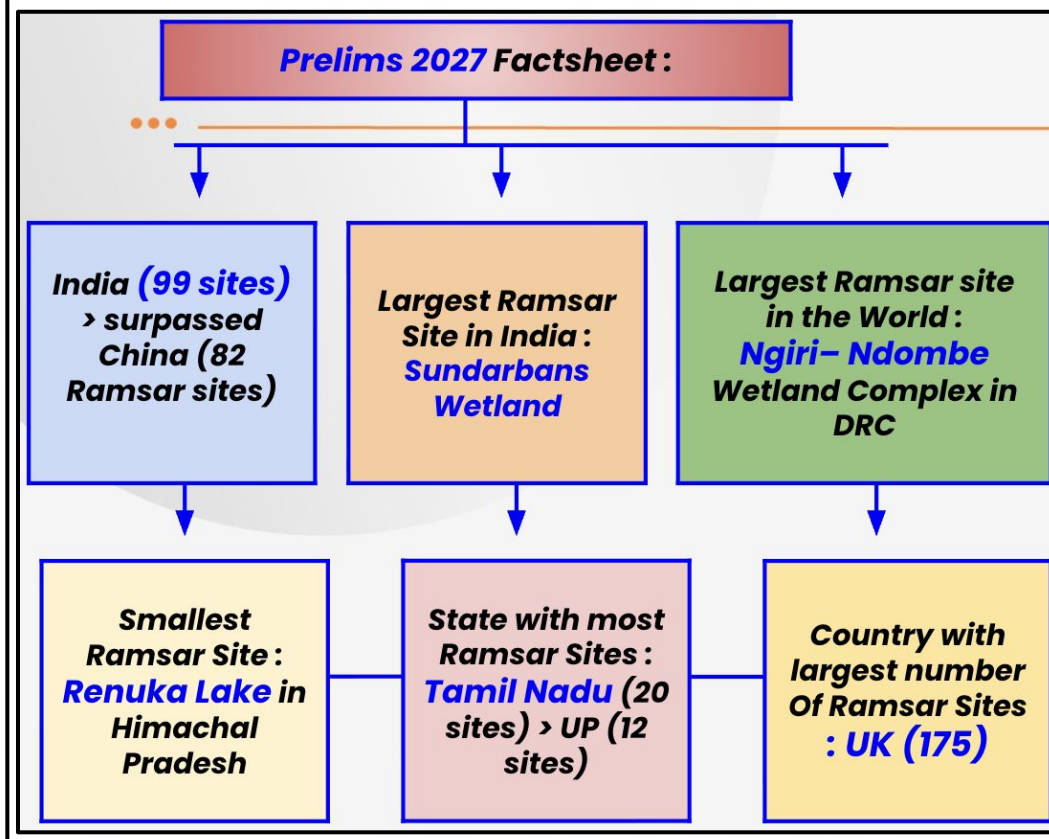 Prelims 2027 Factsheet :
India (99 sites)
> surpassed
China (82
Ramsar sites)
Largest Ramsar
Site in India :
Sundarbans
Wetland
Largest Ramsar site
in the World :
Ngiri– Ndombe
Wetland Complex in
DRC
Smallest
Ramsar Site :
Renuka Lake in
Himachal
Pradesh
State with most
Ramsar Sites :
Tamil Nadu (20
sites) > UP (12
sites)
Country with
largest number
Of Ramsar Sites
: UK (175)